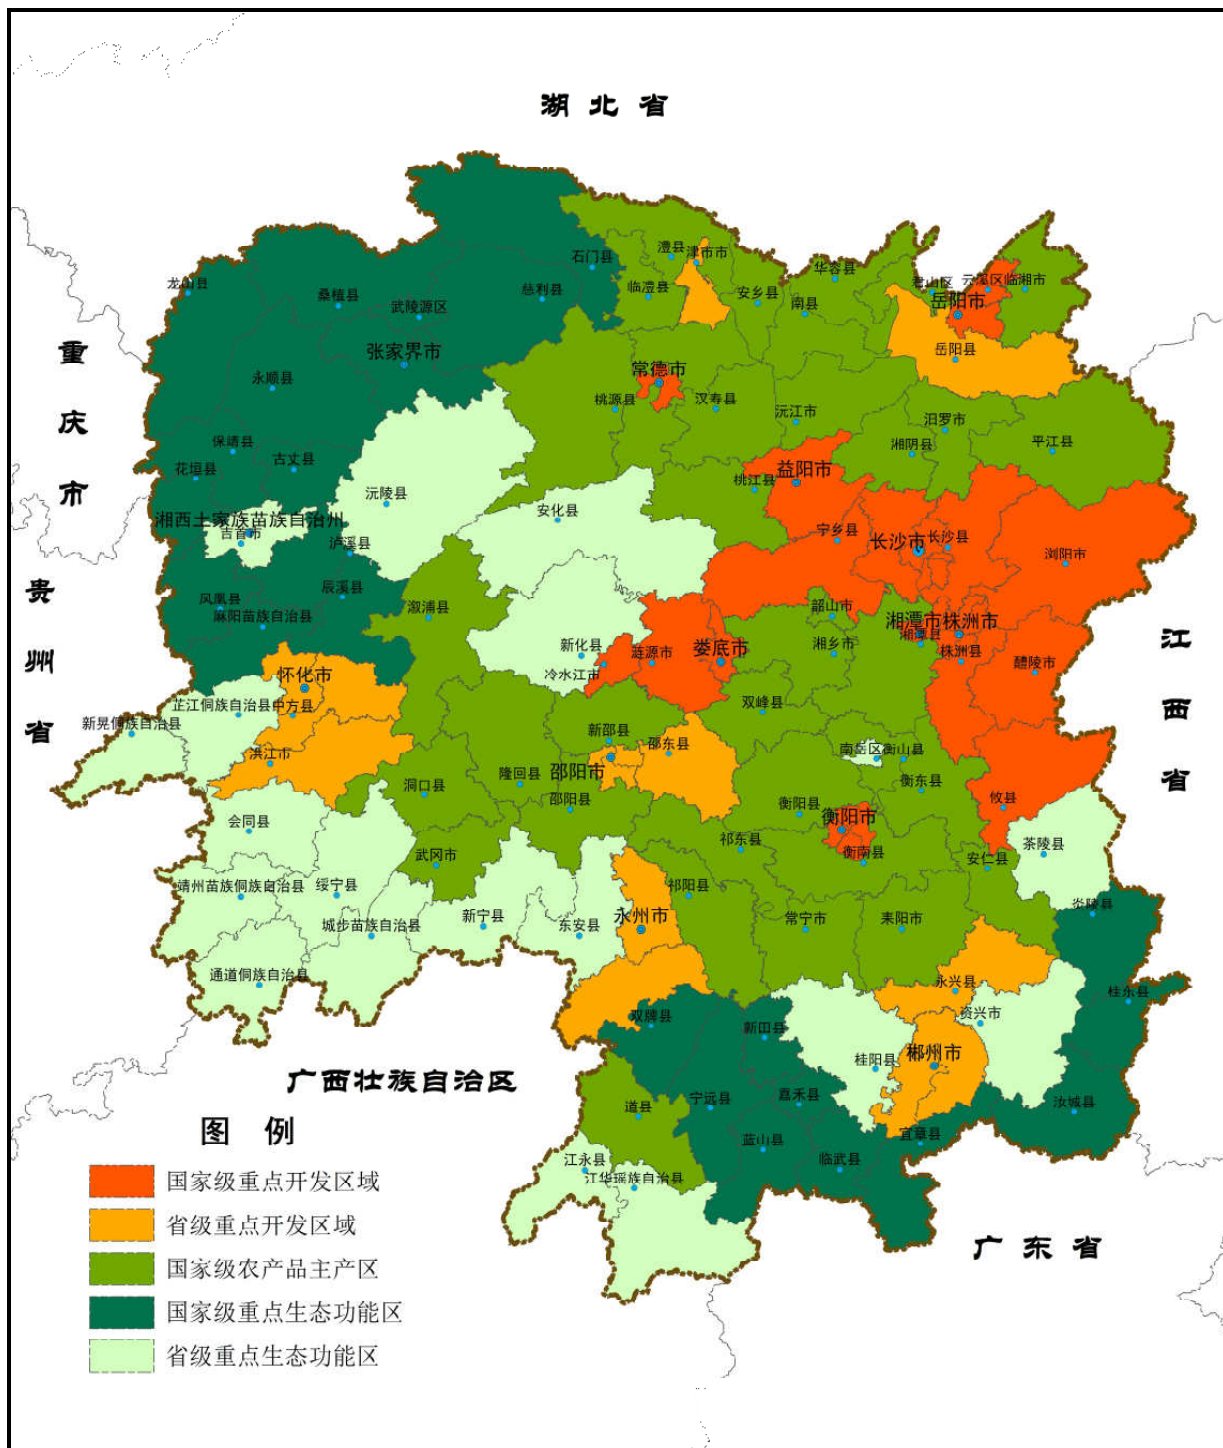 湖北省
重庆市
贵州省
江西省
广东省
广西壮族自治区
石门县
澧县
津市市
华容县
君山区
云溪区
临湘市
龙山县
桑植县
武陵源区
慈利县
临澧县
安乡县
南县
岳阳市
张家界市
岳阳县
永顺县
常德市
桃源县
汉寿县
沅江市
汨罗市
湘阴县
平江县
保靖县
花垣县
古丈县
益阳市
桃江县
沅陵县
安化县
湘西土家族苗族自治州
吉首市
泸溪县
宁乡县
长沙市
长沙县
浏阳市
凤凰县
辰溪县
麻阳苗族自治县
溆浦县
韶山市
湘潭市
株洲市
湘潭县
新化县
冷水江市
涟源市
娄底市
湘乡市
株洲县
醴陵市
怀化市
芷江侗族自治县
中方县
新晃侗族自治县
双峰县
洪江市
新邵县
邵东县
南岳区
衡山县
邵阳市
隆回县
洞口县
邵阳县
衡阳县
衡东县
衡阳市
攸县
会同县
武冈市
祁东县
衡南县
安仁县
茶陵县
靖州苗族侗族自治县
绥宁县
祁阳县
炎陵县
城步苗族自治县
新宁县
东安县
永州市
常宁市
耒阳市
通道侗族自治县
永兴县
桂东县
双牌县
新田县
资兴市
桂阳县
郴州市
道县
宁远县
嘉禾县
汝城县
蓝山县
宜章县
江永县
临武县
江华瑶族自治县
图例
国家级重点开发区域
省级重点开发区域
国家级农产品主产区
国家级重点生态功能区
省级重点生态功能区